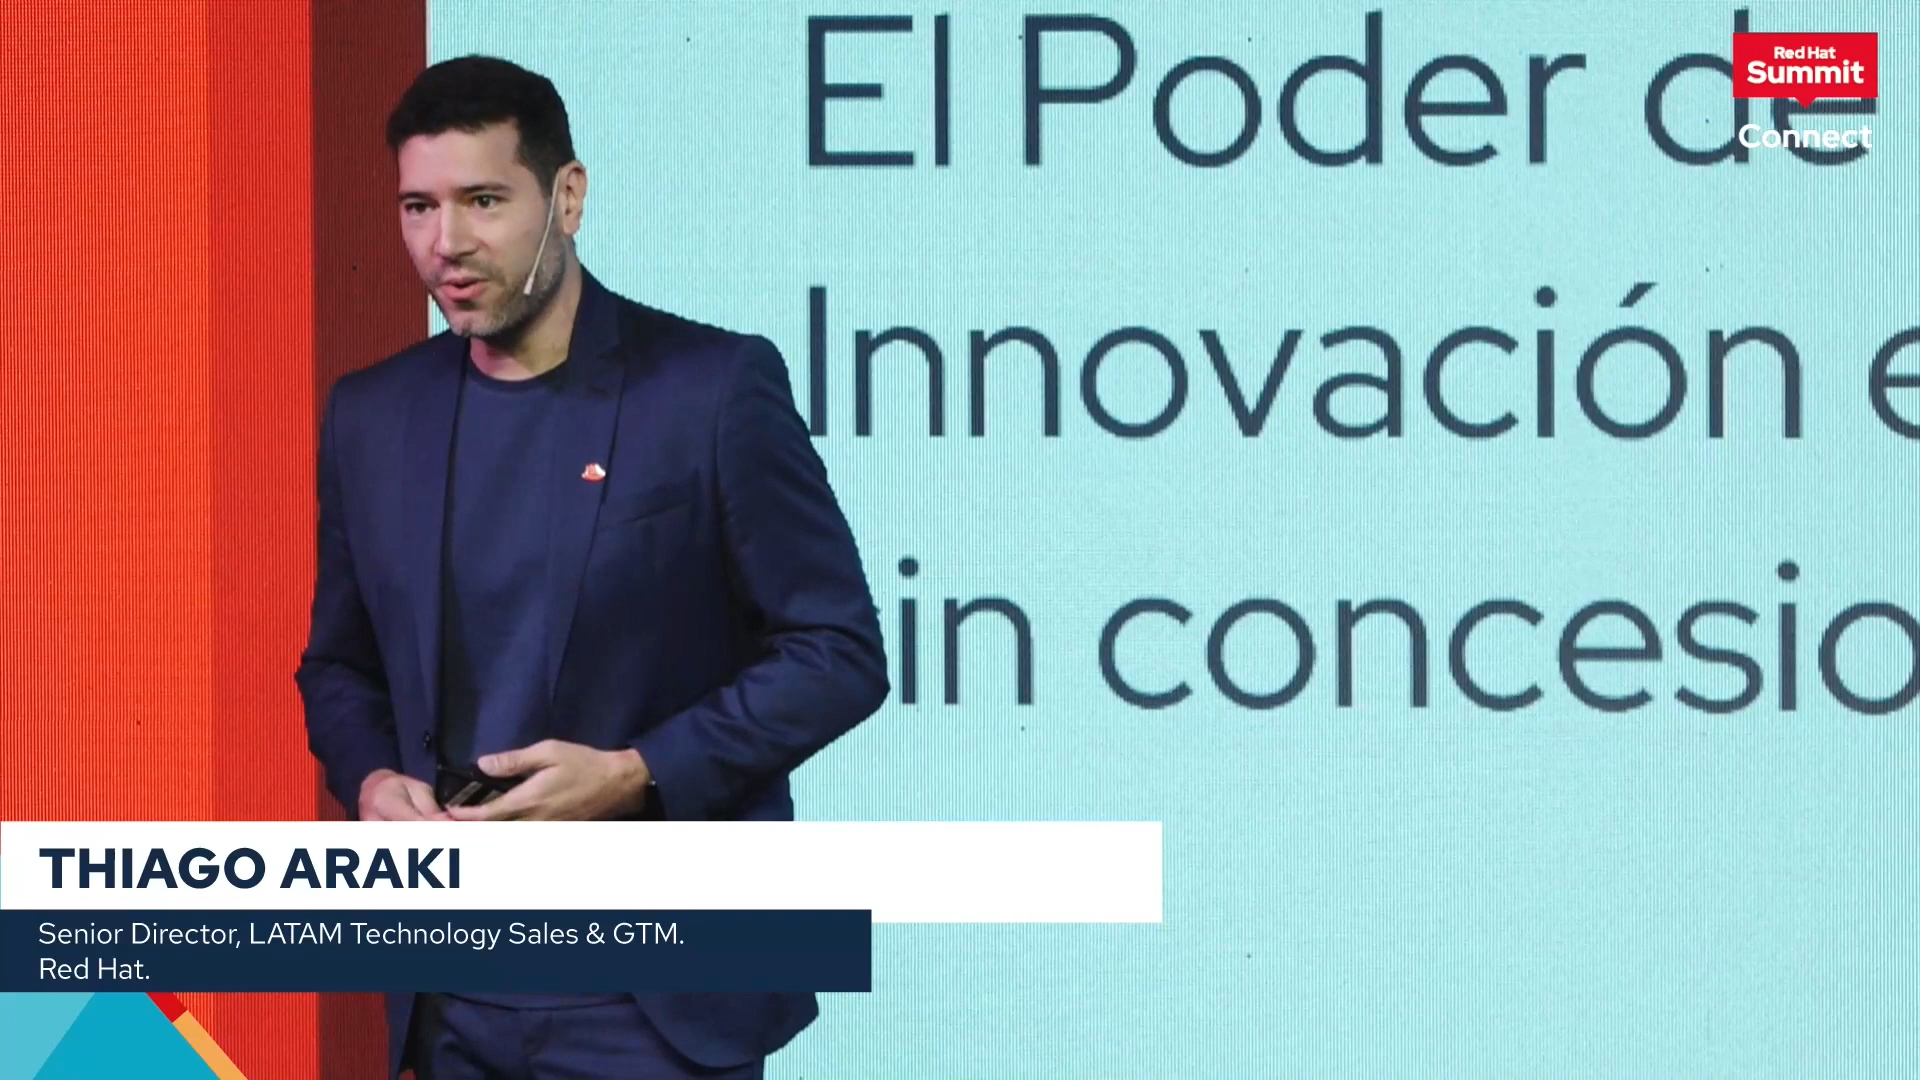 El Poder de
Innovación e
in concesio
Red Hat
Summit
Connect
THIAGO ARAKI
Senior Director, LATAM Technology Sales & GTM.
Red Hat.